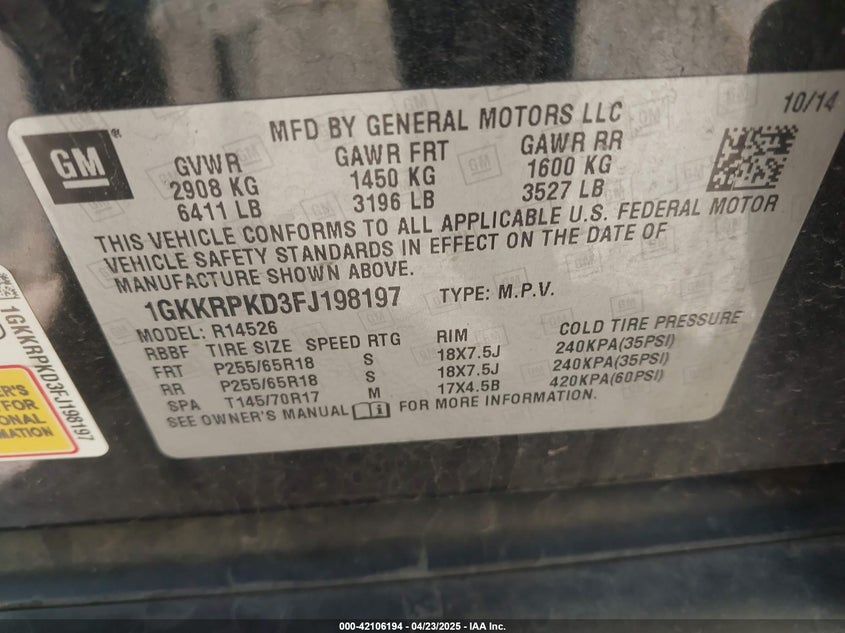 10/14
MFD BY GENERAL MOTORS LLC
GM®
GVWR GAWR FRT GAWR RR
2908 KG 1450 KG 1600 KG
6411 LB 3196 LB 3527 LB
THIS VEHICLE CONFORMS TO ALL APPLICABLE U.S. FEDERAL MOTOR
VEHICLE SAFETY STANDARDS IN EFFECT ON THE DATE OF
MANUFACTURE SHOWN ABOVE.
1GKKRPKD3FJ198197 TYPE: M.P.V.
MODEL: R14526
RBBF TIRE SIZE SPEED RTG RIM COLD TIRE PRESSURE
FRT P255/65R18 S 18X7.5J 240KPA(35PSI)
RR P255/65R18 S 18X7.5J 240KPA(35PSI)
SPA T145/70R17 M 17X4.5B 420KPA(60PSI)
SEE OWNER'S MANUAL FOR MORE INFORMATION.
1GKKRPKD3FJ198197
000-42106194 - 04/23/2025 - IAA Inc.